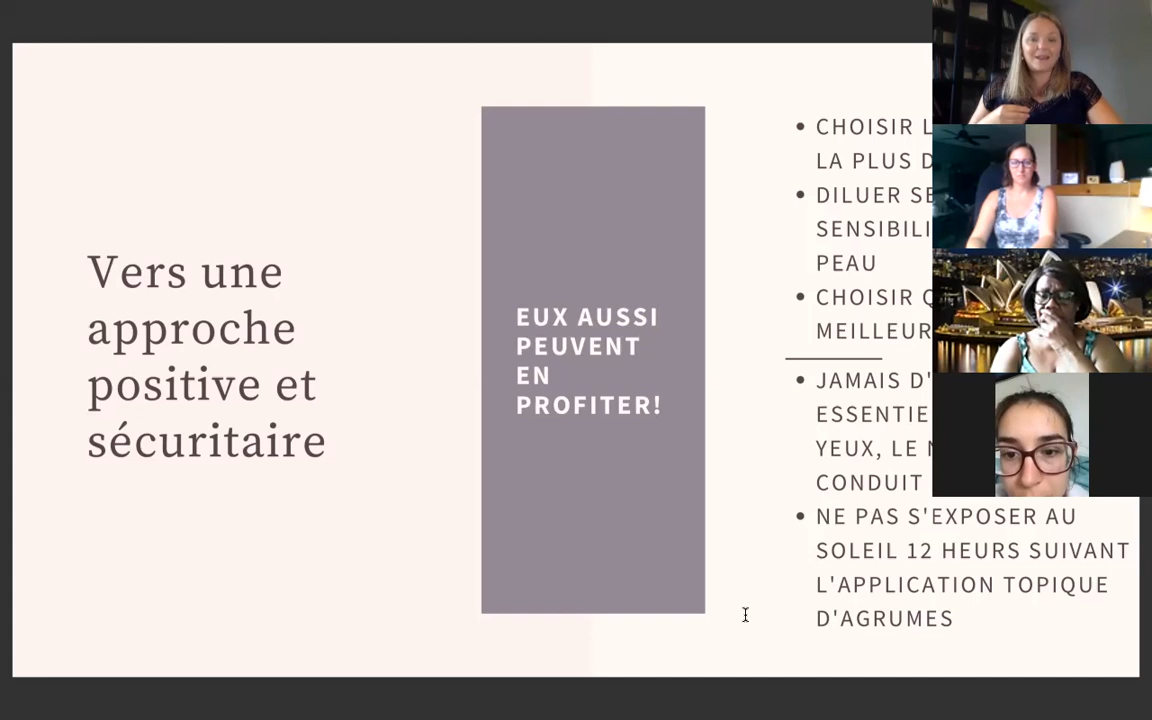 Vers une
approche
positive et
sécuritaire
EUX AUSSI
PEUVENT
EN
PROFITER!
CHOISIR
LA PLUS
DILUER
SENSIBILI
PEAU
CHOISIR
MEILLEUR
JAMAIS D'
ESSENTIE
YEUX, LE
CONDUIT
NE PAS S'EXPOSER AU
SOLEIL 12 HEURS SUIVANT
L'APPLICATION TOPIQUE
D'AGRUMES